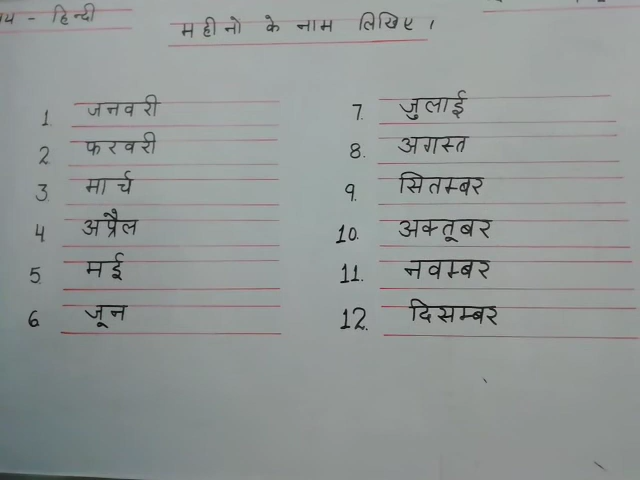 हिन्दी
महीनो के नाम लिखिए।
1 जनवरी
2 फरवरी
3 मार्च
4 अप्रैल
5 मई
6 जून
7. जुलाई
8. अगस्त
9. सितम्बर
10. अक्तूबर
11. नवम्बर
12. दिसम्बर